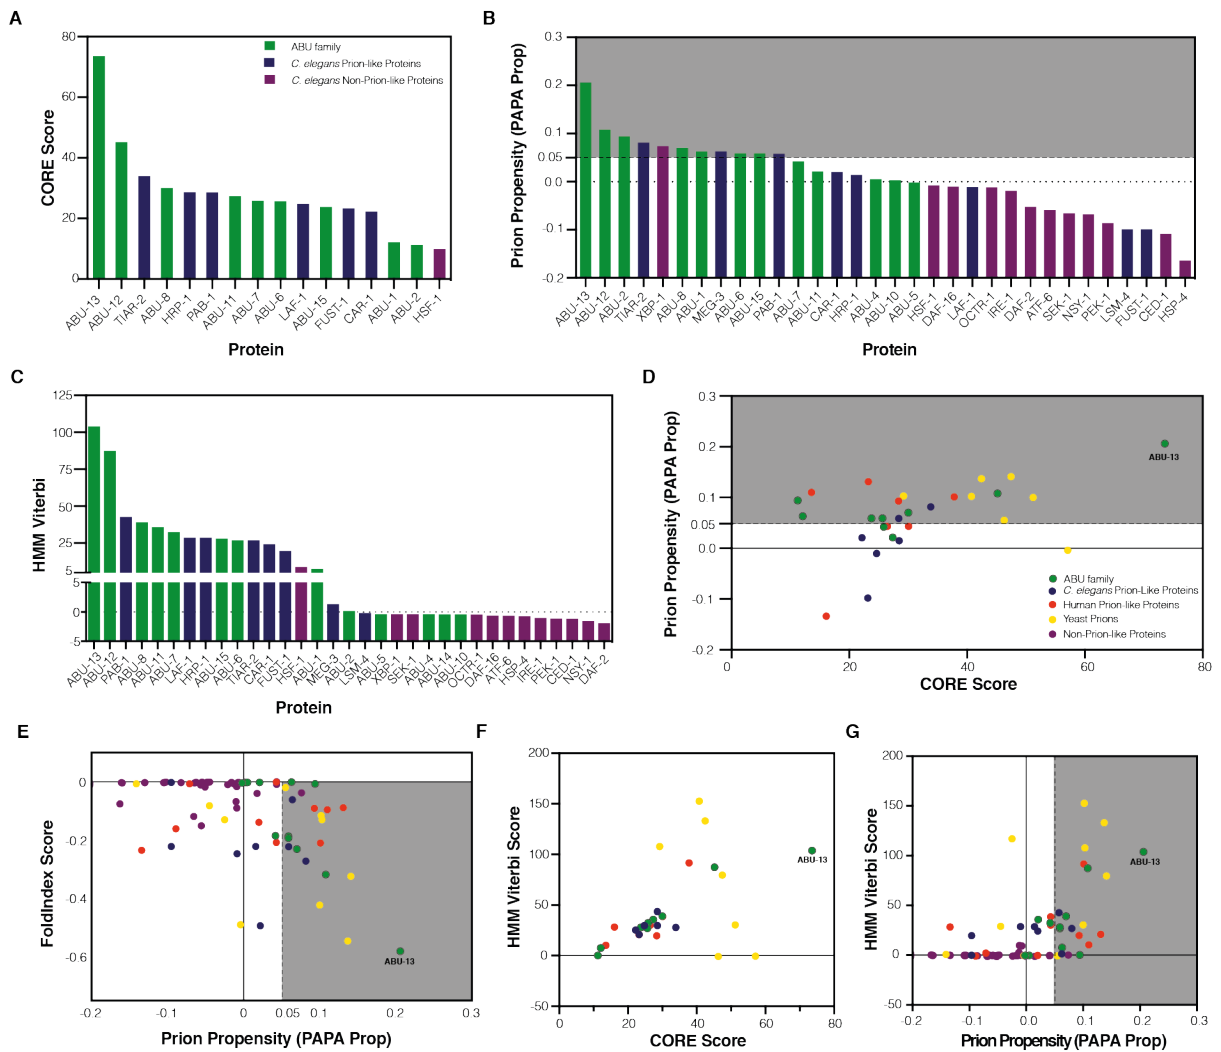 A
CORE Score
80
60
40
20
0
ABU family
C. elegans Prion-like Proteins
C. elegans Non-Prion-like Proteins
ABU-13
ABU-12
TIAR-2
ABU-8
HRP-1
PAB-1
ABU-11
ABU-7
ABU-6
LAF-1
ABU-15
FUST-1
CAR-1
ABU-1
ABU-2
HSF-1
Protein
B
Prion Propensity (PAPA Prop)
0.3
0.2
0.1
0.05
0.0
-0.1
-0.2
ABU-13
ABU-12
ABU-2
TIAR-2
XBP-1
ABU-8
ABU-1
MEG-3
ABU-6
ABU-15
PAB-1
ABU-7
ABU-11
CAR-1
HRP-1
ABU-4
ABU-10
ABU-5
HSF-1
DAF-16
LAF-1
OCTR-1
IRE-1
DAF-2
ATF-6
SEK-1
NSY-1
PEK-1
LSM-4
FUST-1
CED-1
HSP-4
Protein
C
HMM Viterbi
125
100
75
50
25
5
5
0
-5
ABU-13
ABU-12
PAB-1
ABU-8
ABU-11
ABU-7
LAF-1
HRP-1
ABU-15
ABU-6
TIAR-2
CAR-1
FUST-1
HSF-1
ABU-1
MEG-3
ABU-2
LSM-4
ABU-5
XBP-1
SEK-1
ABU-4
ABU-14
ABU-10
OCTR-1
DAF-16
ATF-6
HSP-4
IRE-1
PEK-1
CED-1
NSY-1
DAF-2
Protein
D
Prion Propensity (PAPA Prop)
0.3
0.2
0.1
0.05
0.0
-0.1
-0.2
ABU-13
ABU family
C. elegans Prion-Like Proteins
Human Prion-like Proteins
Yeast Prions
Non-Prion-like Proteins
0 20 40 60 80
CORE Score
E
FoldIndex Score
0
-0.2
-0.4
-0.6
ABU-13
-0.2 -0.1 0 0.05 0.1 0.2 0.3
Prion Propensity (PAPA Prop)
F
HMM Viterbi Score
200
150
100
50
0
-50
ABU-13
0 20 40 60 80
CORE Score
G
HMM Viterbi Score
200
150
100
50
0
-50
ABU-13
-0.2 -0.1 0.0 0.1 0.2 0.3
Prion Propensity (PAPA Prop)